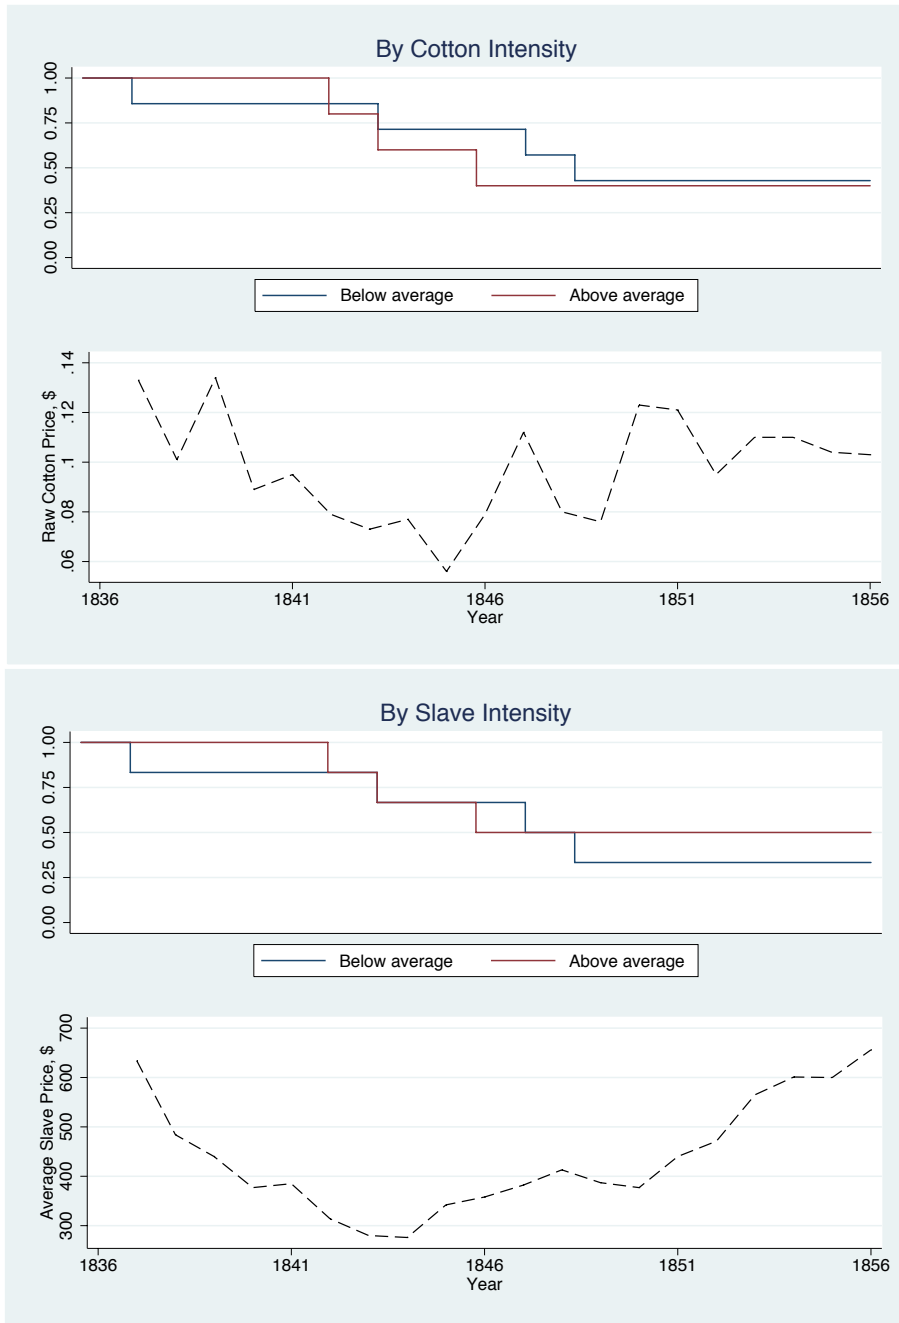 By Cotton Intensity
1.00
0.75
0.50
0.25
0.00
Below average Above average
Raw Cotton Price, $
.14
.12
.1
.08
.06
1836 1841 1846 1851 1856
Year
By Slave Intensity
1.00
0.75
0.50
0.25
0.00
Below average Above average
Average Slave Price, $
700
600
500
400
300
1836 1841 1846 1851 1856
Year